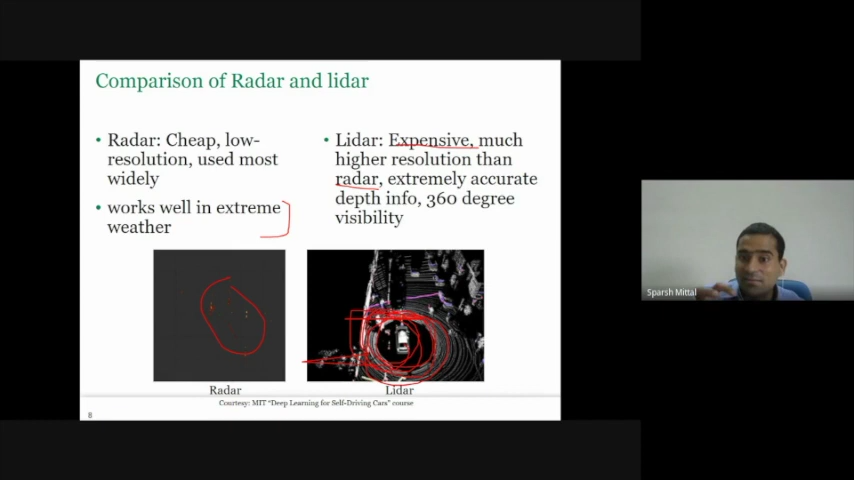 Comparison of Radar and lidar
• Radar: Cheap, low-
resolution, used most
widely
• works well in extreme
weather
• Lidar: Expensive, much
higher resolution than
radar, extremely accurate
depth info, 360 degree
visibility
Radar
Lidar
Courtesy: MIT "Deep Learning for Self-Driving Cars" course
8
Sparsh Mittal